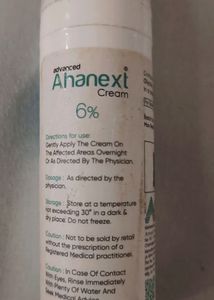 advanced
Ahanext®
Cream
6%
Directions for use:
Gently Apply The Cream On
The Affected Areas Overnight
Or As Directed By The Physician.
Dosage : As directed by the
physician.
Storage : Store at a temperature
not exceeding 30° in a dark &
dry place. Do not freeze.
Caution : Not to be sold by retail
without the prescription of a
Registered Medical practitioner.
Caution : In Case Of Contact
With Eyes, Rinse Immediately
With Plenty Of Water And
Seek Medical Advice